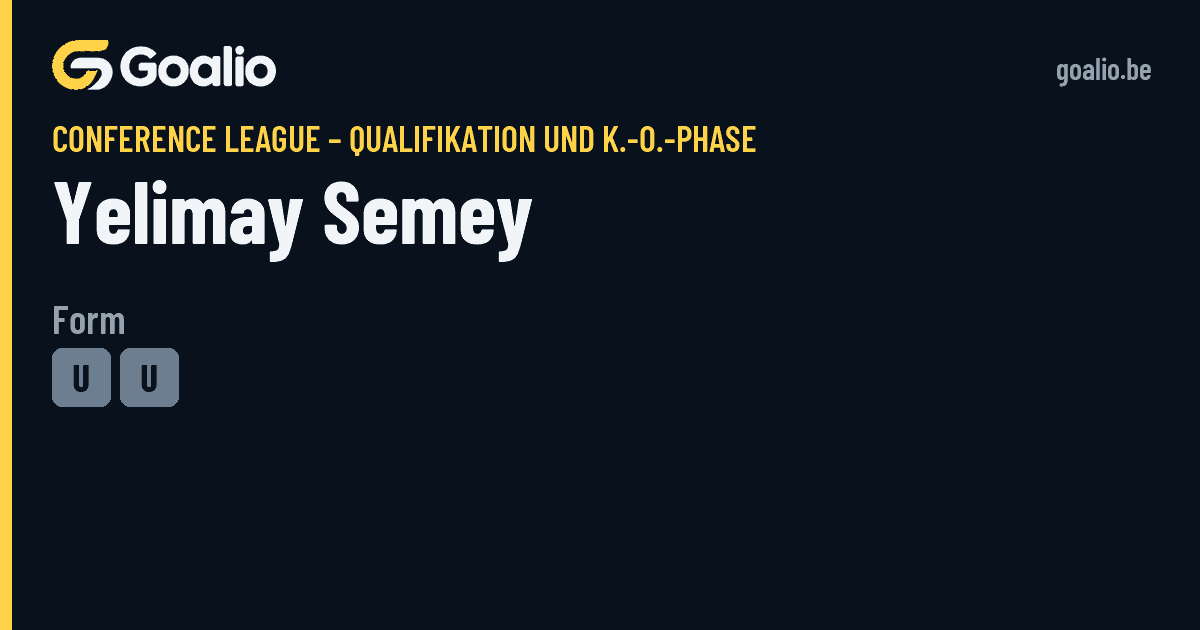 Goalio
goalio.be
CONFERENCE LEAGUE – QUALIFIKATION UND K.-O.-PHASE
Yelimay Semey
Form
U U